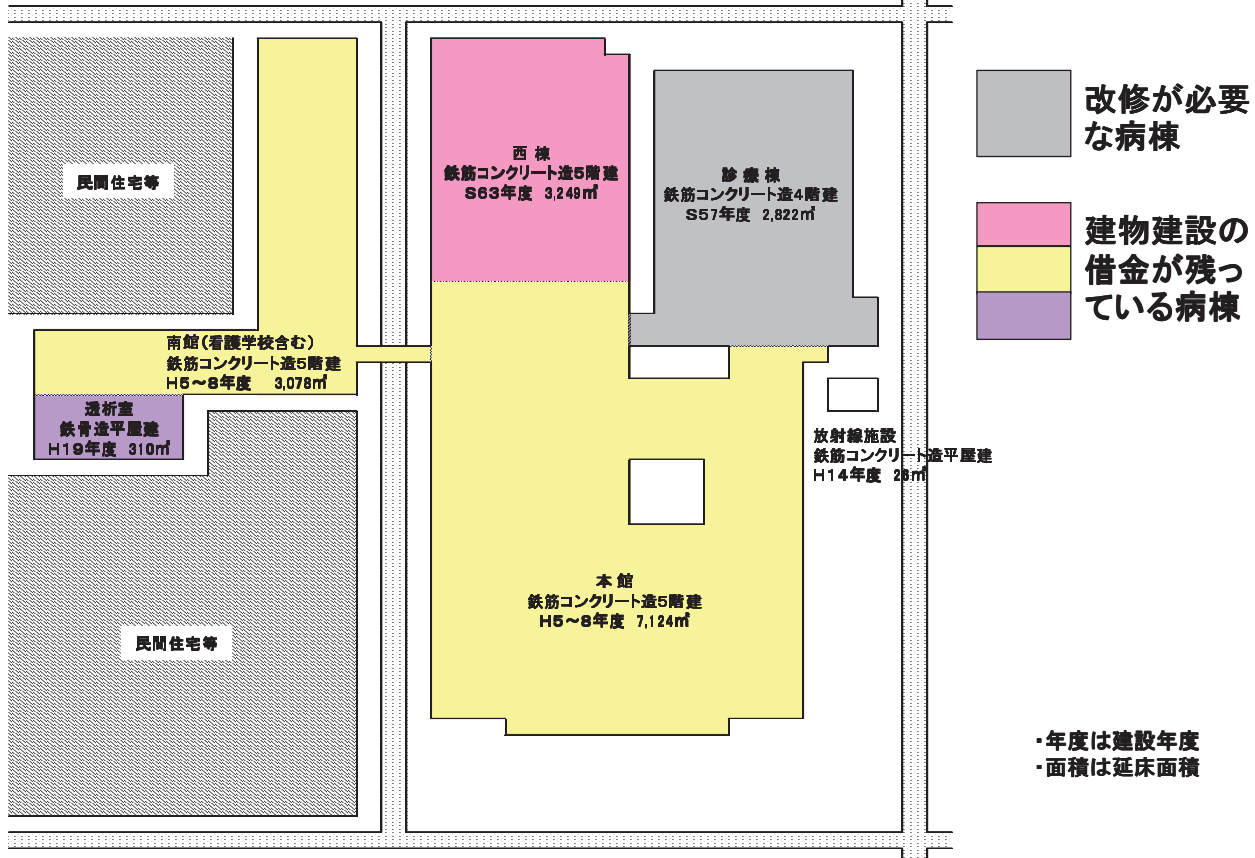 民間住宅等
西棟
鉄筋コンクリート造5階建
S63年度 3,249㎡
診療棟
鉄筋コンクリート造4階建
S57年度 2,822㎡
改修が必要
な病棟
建物建設の
借金が残っ
ている病棟
南館(看護学校含む)
鉄筋コンクリート造5階建
H5~8年度 3,078㎡
透析室
鉄骨造平屋建
H19年度 310㎡
放射線施設
鉄筋コンクリート造平屋建
H14年度 26㎡
本館
鉄筋コンクリート造5階建
H5~8年度 7,124㎡
民間住宅等
・年度は建設年度
・面積は延床面積